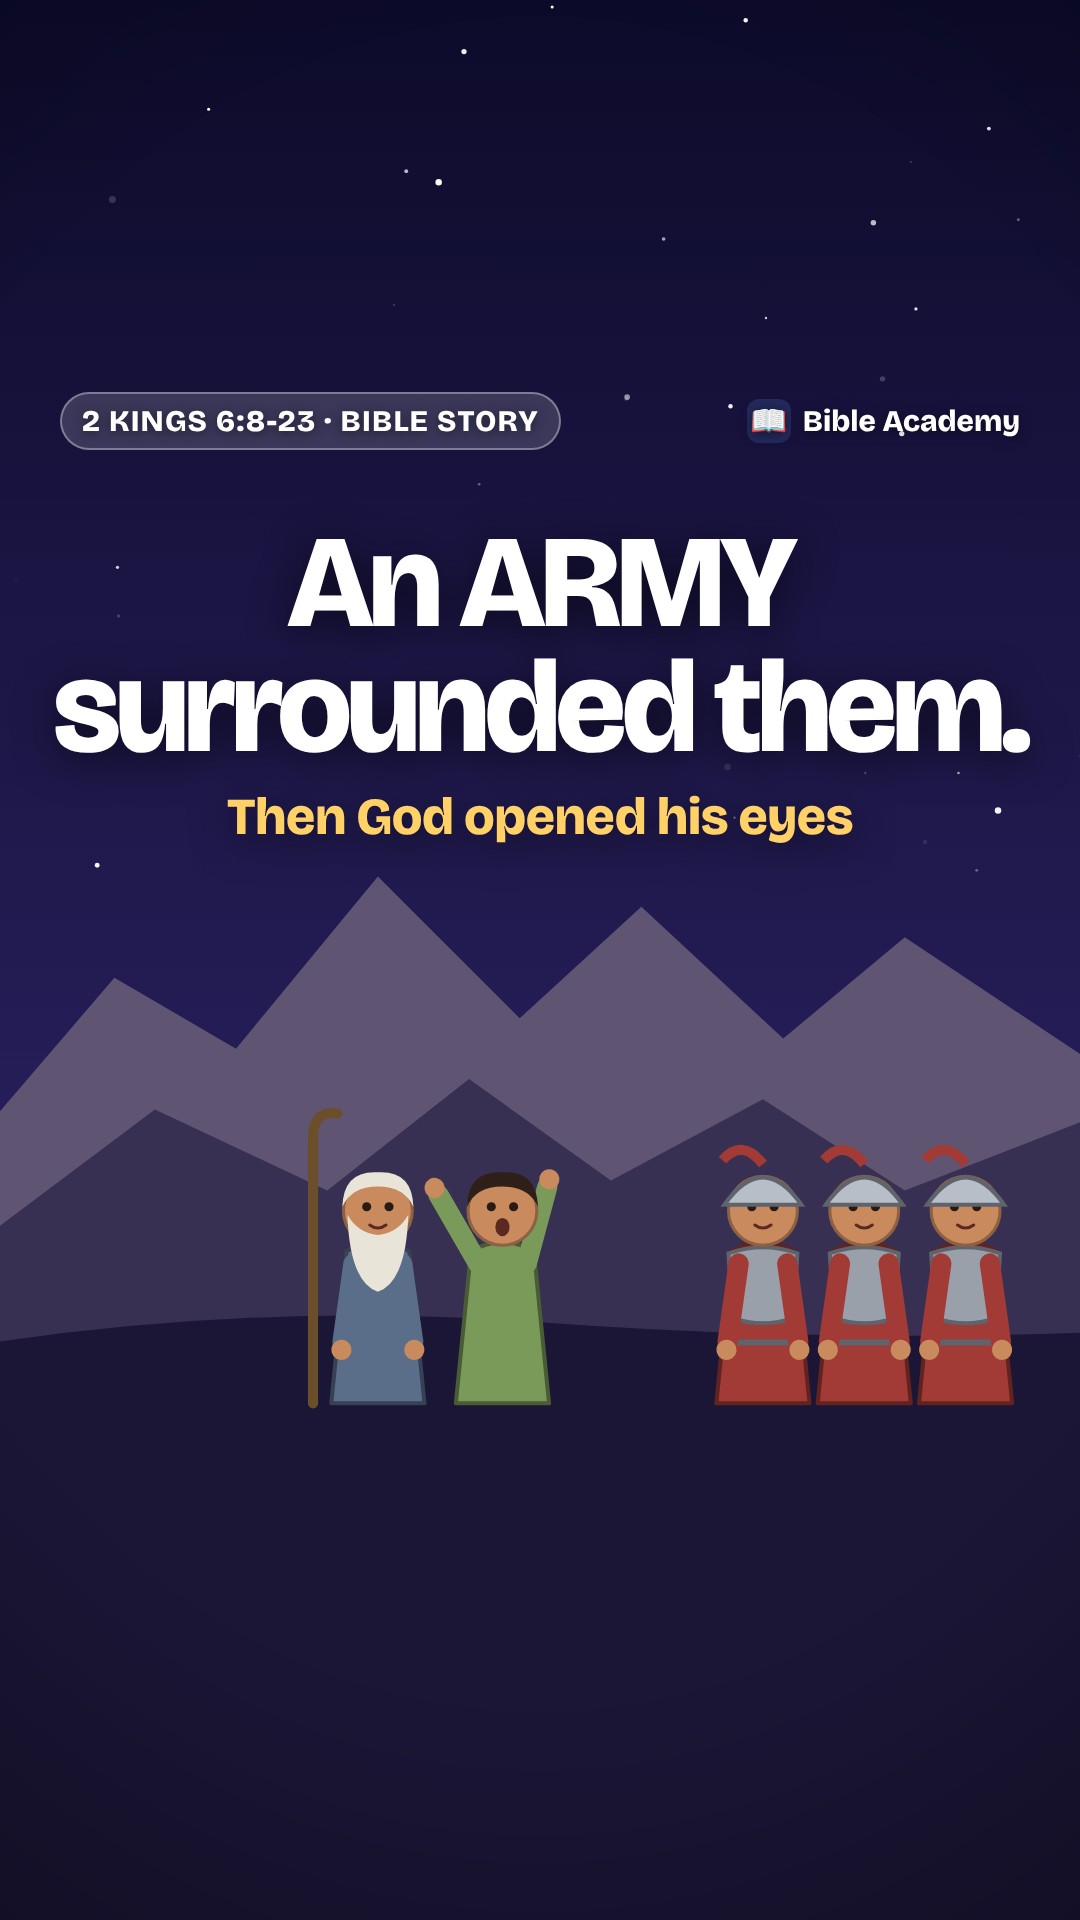 2 KINGS 6:8-23 · BIBLE STORY
Bible Academy
An ARMY
surrounded them.
Then God opened his eyes